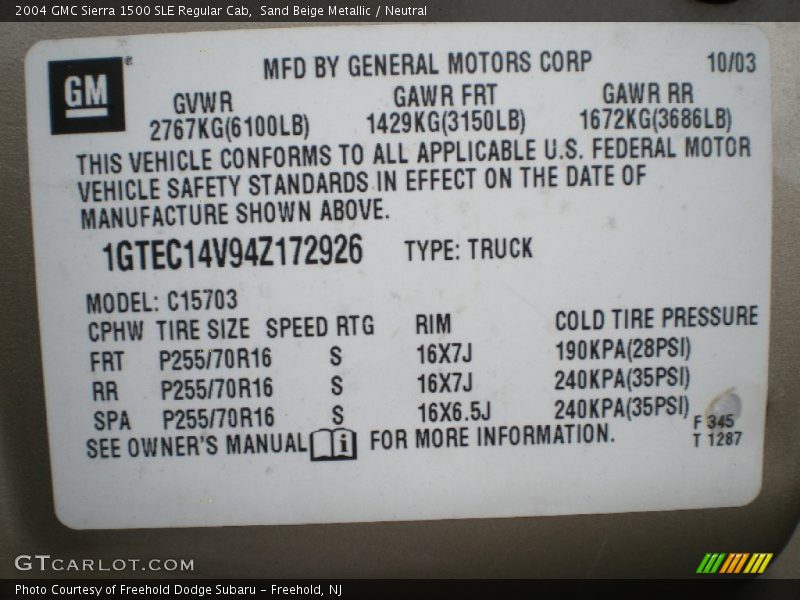 2004 GMC Sierra 1500 SLE Regular Cab, Sand Beige Metallic / Neutral
GM ®
MFD BY GENERAL MOTORS CORP 10/03
GVWR GAWR FRT GAWR RR
2767KG(6100LB) 1429KG(3150LB) 1672KG(3686LB)
THIS VEHICLE CONFORMS TO ALL APPLICABLE U.S. FEDERAL MOTOR
VEHICLE SAFETY STANDARDS IN EFFECT ON THE DATE OF
MANUFACTURE SHOWN ABOVE.
1GTEC14V94Z172926 TYPE: TRUCK
MODEL: C15703
CPHW TIRE SIZE SPEED RTG RIM COLD TIRE PRESSURE
FRT P255/70R16 S 16X7J 190KPA(28PSI)
RR P255/70R16 S 16X7J 240KPA(35PSI)
SPA P255/70R16 S 16X6.5J 240KPA(35PSI)
F 345
SEE OWNER'S MANUAL i FOR MORE INFORMATION.
T 1287
GTCARLOT.COM
Photo Courtesy of Freehold Dodge Subaru - Freehold, NJ